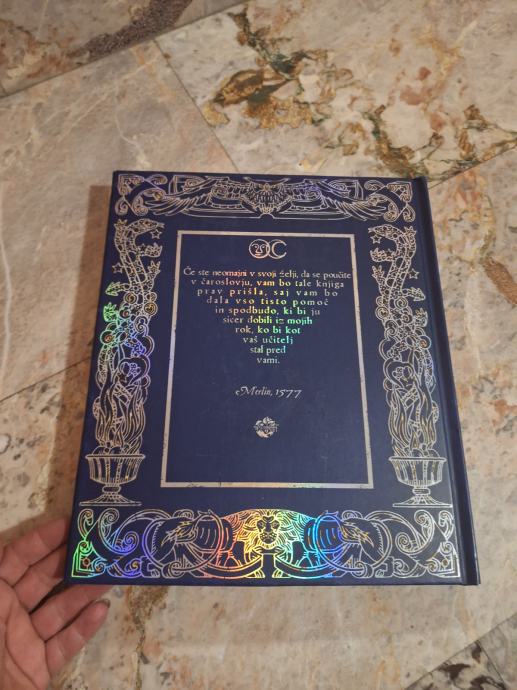 Če ste neomajni v svoji želji, da se poučite
v čaroslovju, vam bo tale knjiga
prav prišla, saj vam bo
dala vso tisto pomoč
in spodbudo, ki bi ju
sicer dobili iz mojih
rok, ko bi kot
vaš učitelj
stal pred
vami.
Merlin, 1577